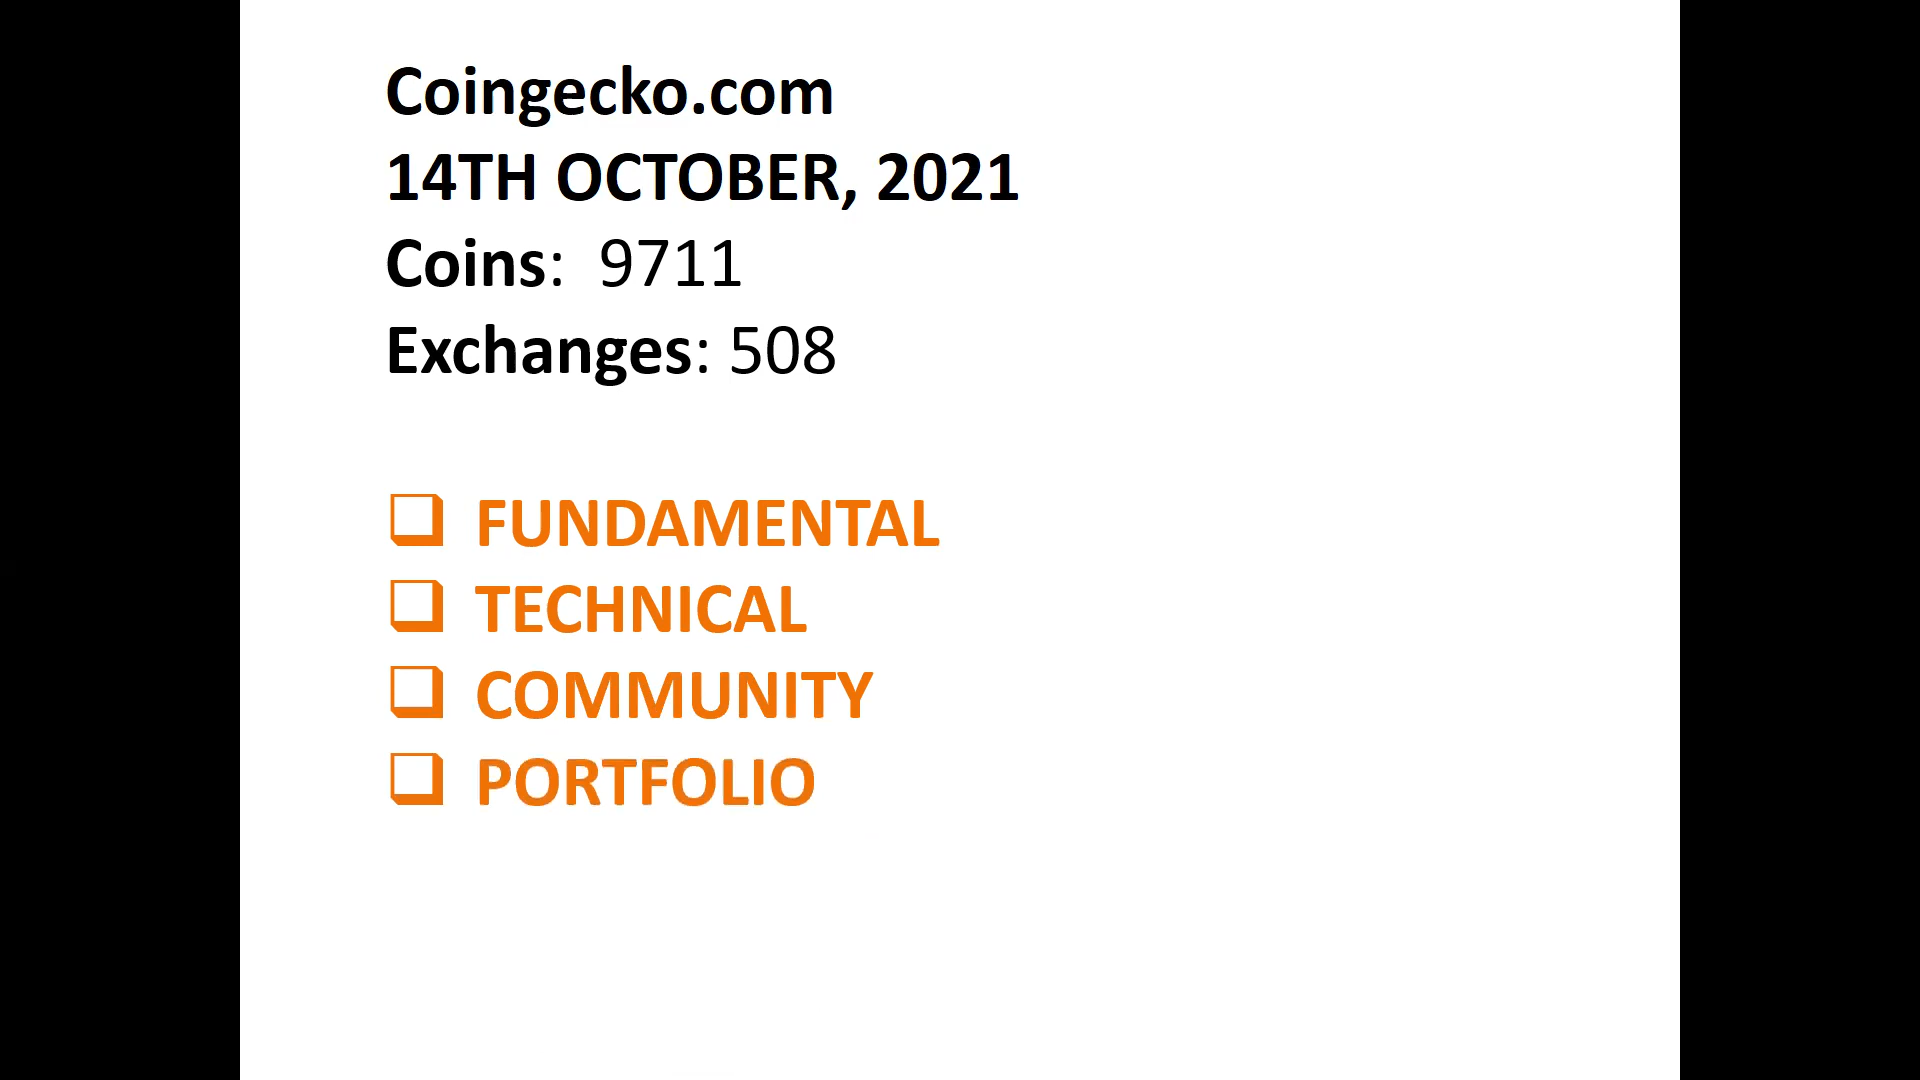 Coingecko.com
14TH OCTOBER, 2021
Coins: 9711
Exchanges: 508
❑ FUNDAMENTAL
❑ TECHNICAL
❑ COMMUNITY
❑ PORTFOLIO